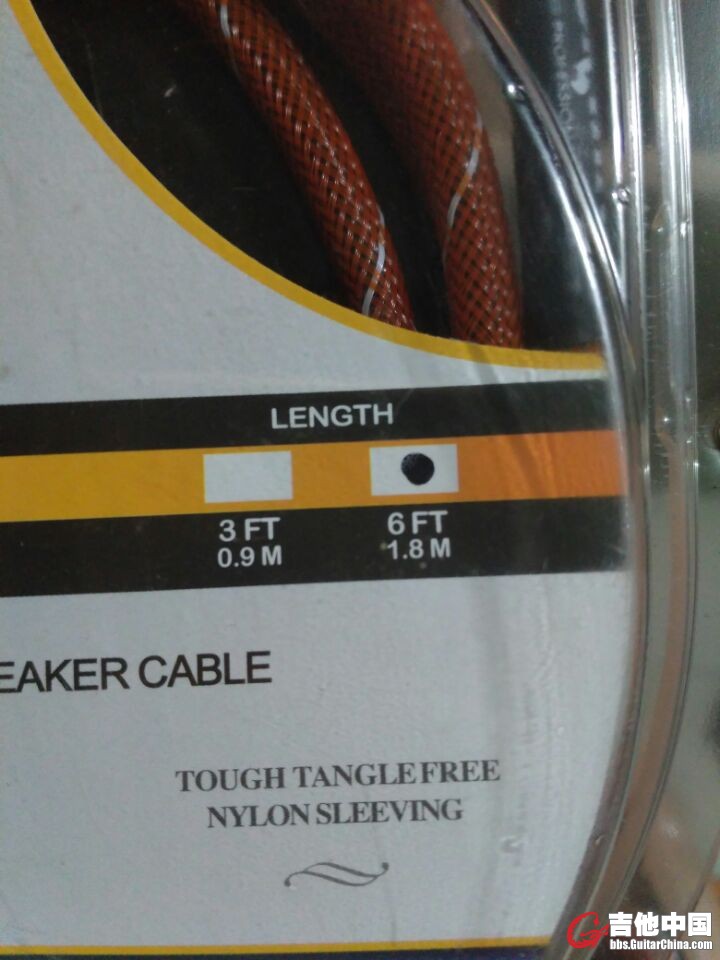 LENGTH
3 FT
0.9 M
6 FT
1.8 M
EAKER CABLE
TOUGH TANGLE FREE
NYLON SLEEVING
吉他中国
bbs.GuitarChina.com